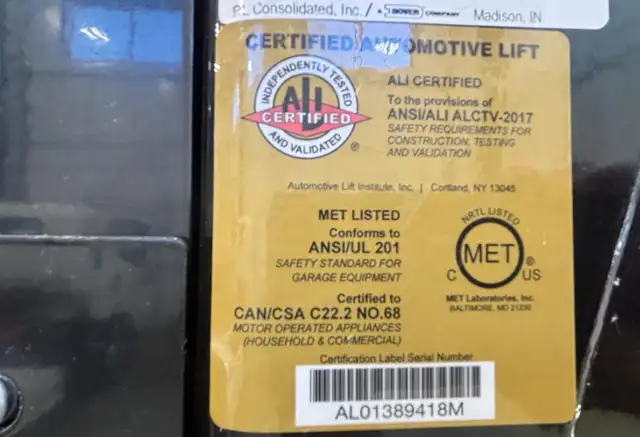 RL Consolidated, Inc. / A DOVER COMPANY Madison, IN
CERTIFIED AUTOMOTIVE LIFT
INDEPENDENTLY TESTED
ALI
CERTIFIED
AND VALIDATED
®
ALI CERTIFIED
To the provisions of
ANSI/ALI ALCTV-2017
SAFETY REQUIREMENTS FOR
CONSTRUCTION, TESTING
AND VALIDATION
Automotive Lift Institute, Inc. | Cortland, NY 13045
MET LISTED
Conforms to
ANSI/UL 201
SAFETY STANDARD FOR
GARAGE EQUIPMENT
Certified to
CAN/CSA C22.2 NO.68
MOTOR OPERATED APPLIANCES
(HOUSEHOLD & COMMERCIAL)
NRTL LISTED
MET
®
C US
MET Laboratories, Inc.
BALTIMORE, MD 21230
Certification Label Serial Number
AL01389418M